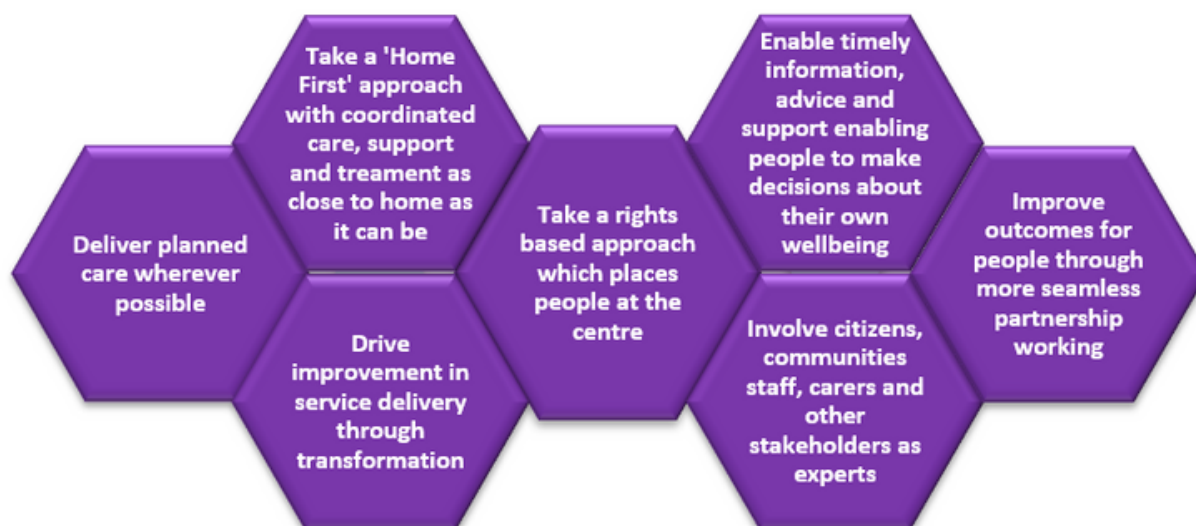 Deliver planned
care wherever
possible
Take a 'Home
First' approach
with coordinated
care, support
and treament as
close to home as
it can be
Drive
improvement in
service delivery
through
transformation
Take a rights
based approach
which places
people at the
centre
Enable timely
information,
advice and
support enabling
people to make
decisions about
their own
wellbeing
Involve citizens,
communities
staff, carers and
other
stakeholders as
experts
Improve
outcomes for
people through
more seamless
partnership
working